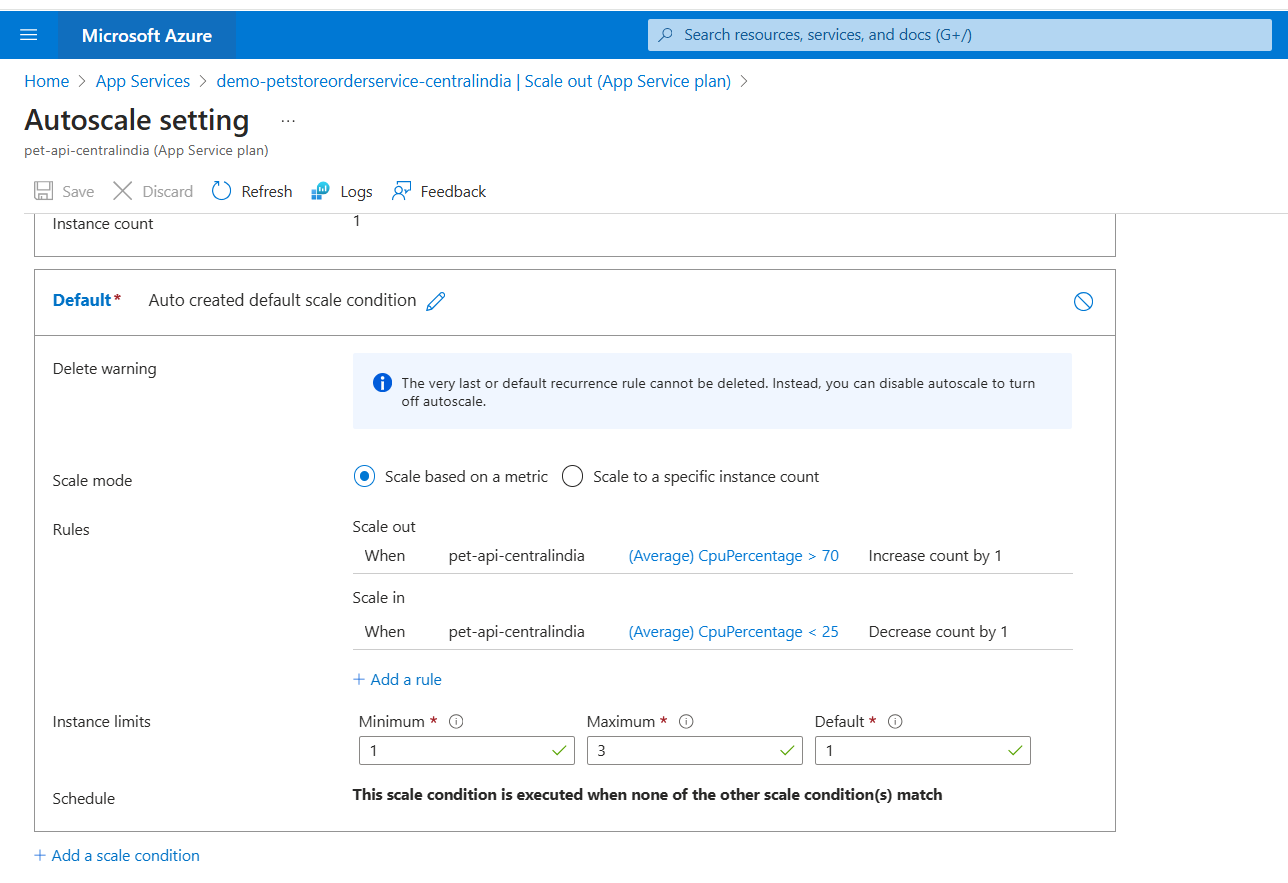 Microsoft Azure
Search resources, services, and docs (G+/)
Home > App Services > demo-petstoreorderservice-centralindia | Scale out (App Service plan) >
Autoscale setting ...
pet-api-centralindia (App Service plan)
Save Discard Refresh Logs Feedback
Instance count 1
Default* Auto created default scale condition
Delete warning
The very last or default recurrence rule cannot be deleted. Instead, you can disable autoscale to turn
off autoscale.
Scale mode Scale based on a metric Scale to a specific instance count
Rules
Scale out
When pet-api-centralindia (Average) CpuPercentage > 70 Increase count by 1
Scale in
When pet-api-centralindia (Average) CpuPercentage < 25 Decrease count by 1
+ Add a rule
Instance limits Minimum * Maximum * Default *
1 3 1
Schedule This scale condition is executed when none of the other scale condition(s) match
+ Add a scale condition